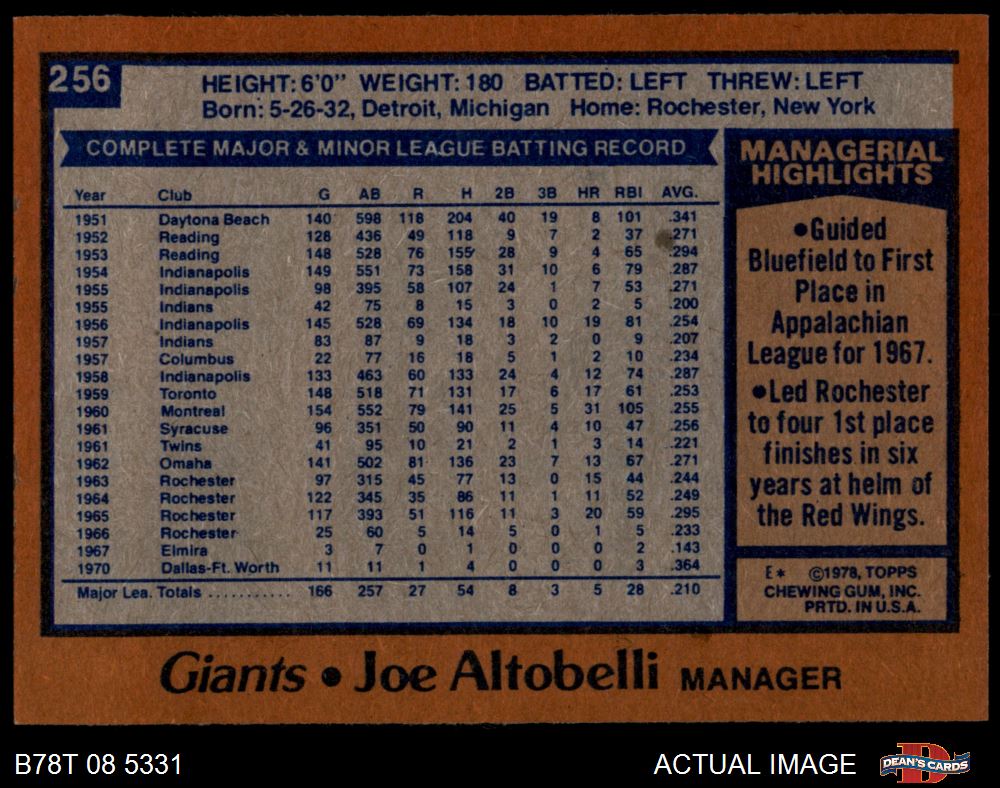 256
HEIGHT: 6'0" WEIGHT: 180 BATTED: LEFT THREW: LEFT
Born: 5-26-32, Detroit, Michigan Home: Rochester, New York
COMPLETE MAJOR & MINOR LEAGUE BATTING RECORD
Year Club G AB R H 2B 3B HR RBI AVG.
1951 Daytona Beach 140 598 118 204 40 19 8 101 .341
1952 Reading 128 436 49 118 9 7 2 37 .271
1953 Reading 148 528 76 155 28 9 4 65 .294
1954 Indianapolis 149 551 73 158 31 10 6 79 .287
1955 Indianapolis 98 395 58 107 24 1 7 53 .271
1955 Indians 42 75 8 15 3 0 2 5 .200
1956 Indianapolis 145 528 69 134 18 10 19 81 .254
1957 Indians 83 87 9 18 3 2 0 9 .207
1957 Columbus 22 77 16 18 5 1 2 10 .234
1958 Indianapolis 133 463 60 133 24 4 12 74 .287
1959 Toronto 148 518 71 131 17 6 17 61 .253
1960 Montreal 154 552 79 141 25 5 31 105 .255
1961 Syracuse 96 351 50 90 11 4 10 47 .256
1961 Twins 41 95 10 21 2 1 3 14 .221
1962 Omaha 141 502 81 136 23 7 13 67 .271
1963 Rochester 97 315 45 77 13 0 15 44 .244
1964 Rochester 122 345 35 86 11 1 11 52 .249
1965 Rochester 117 393 51 116 11 3 20 59 .295
1966 Rochester 25 60 5 14 5 0 1 5 .233
1967 Elmira 3 7 0 1 0 0 0 2 .143
1970 Dallas-Ft. Worth 11 11 1 4 0 0 0 3 .364
Major Lea. Totals ........... 166 257 27 54 8 3 5 28 .210
MANAGERIAL
HIGHLIGHTS
•Guided
Bluefield to First
Place in
Appalachian
League for 1967.
•Led Rochester
to four 1st place
finishes in six
years at helm of
the Red Wings.
E* ©1978, TOPPS
CHEWING GUM, INC.
PRTD. IN U.S.A.
Giants • Joe Altobelli MANAGER
B78T 08 5331
ACTUAL IMAGE
D
DEAN'S CARDS